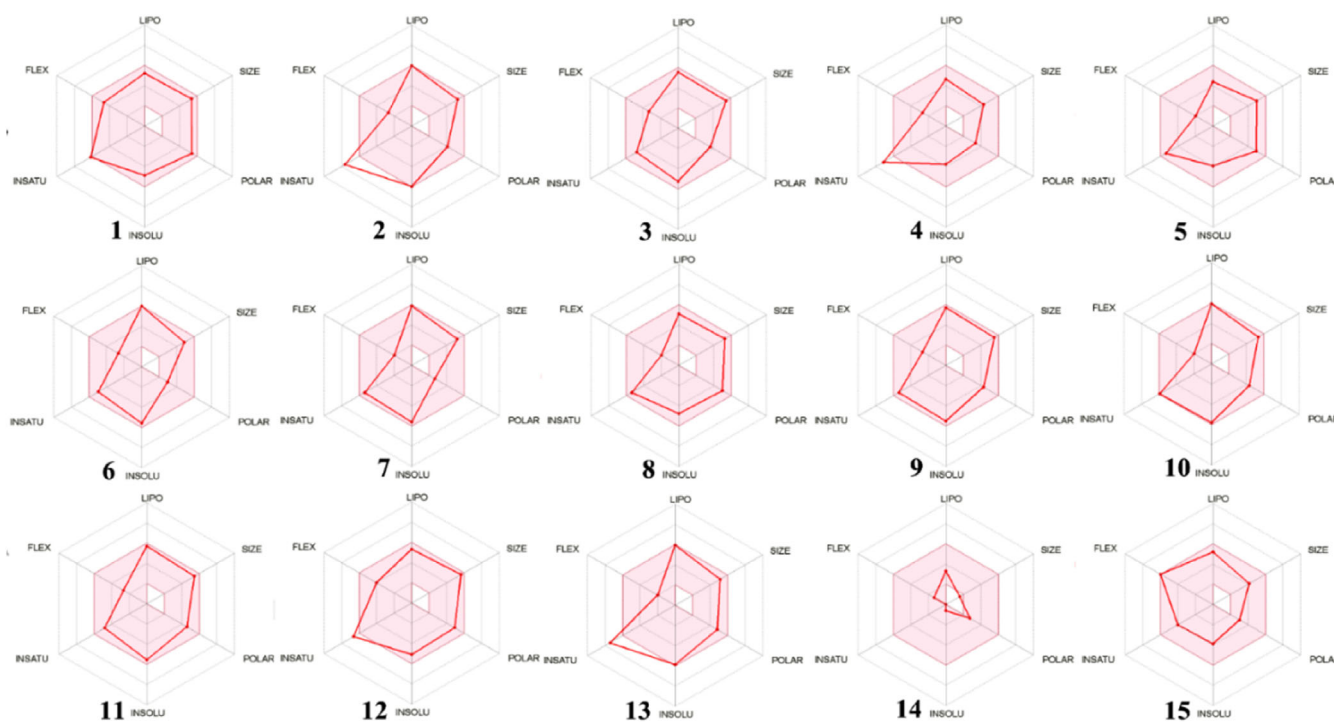 LIPO LIPO LIPO LIPO LIPO
FLEX SIZE FLEX SIZE FLEX SIZE FLEX SIZE FLEX SIZE
INSATU POLAR INSATU POLAR INSATU POLAR INSATU POLAR INSATU POLAR
1 INSOLU 2 INSOLU 3 INSOLU 4 INSOLU 5 INSOLU
LIPO LIPO LIPO LIPO LIPO
FLEX SIZE FLEX SIZE FLEX SIZE FLEX SIZE FLEX SIZE
INSATU POLAR INSATU POLAR INSATU POLAR INSATU POLAR INSATU POLAR
6 INSOLU 7 INSOLU 8 INSOLU 9 INSOLU 10 INSOLU
LIPO LIPO LIPO LIPO LIPO
FLEX SIZE FLEX SIZE FLEX SIZE FLEX SIZE FLEX SIZE
INSATU POLAR INSATU POLAR INSATU POLAR INSATU POLAR INSATU POLAR
11 INSOLU 12 INSOLU 13 INSOLU 14 INSOLU 15 INSOLU